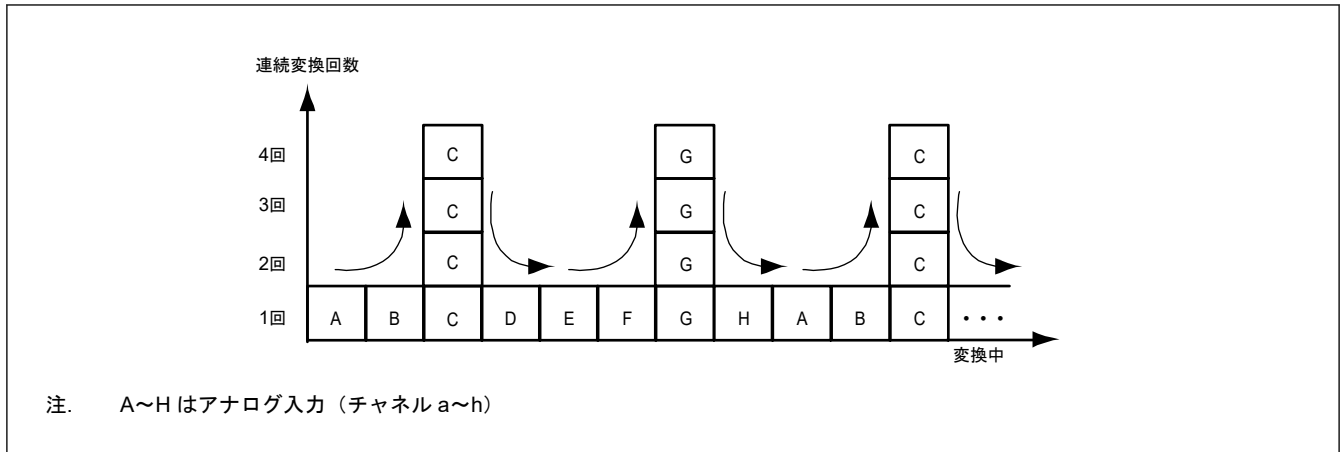 連続変換回数
4回 C G C
3回 C G C
2回 C G C
1回 A B C D E F G H A B C ・・・
変換中
注. A～H はアナログ入力（チャネル a～h）